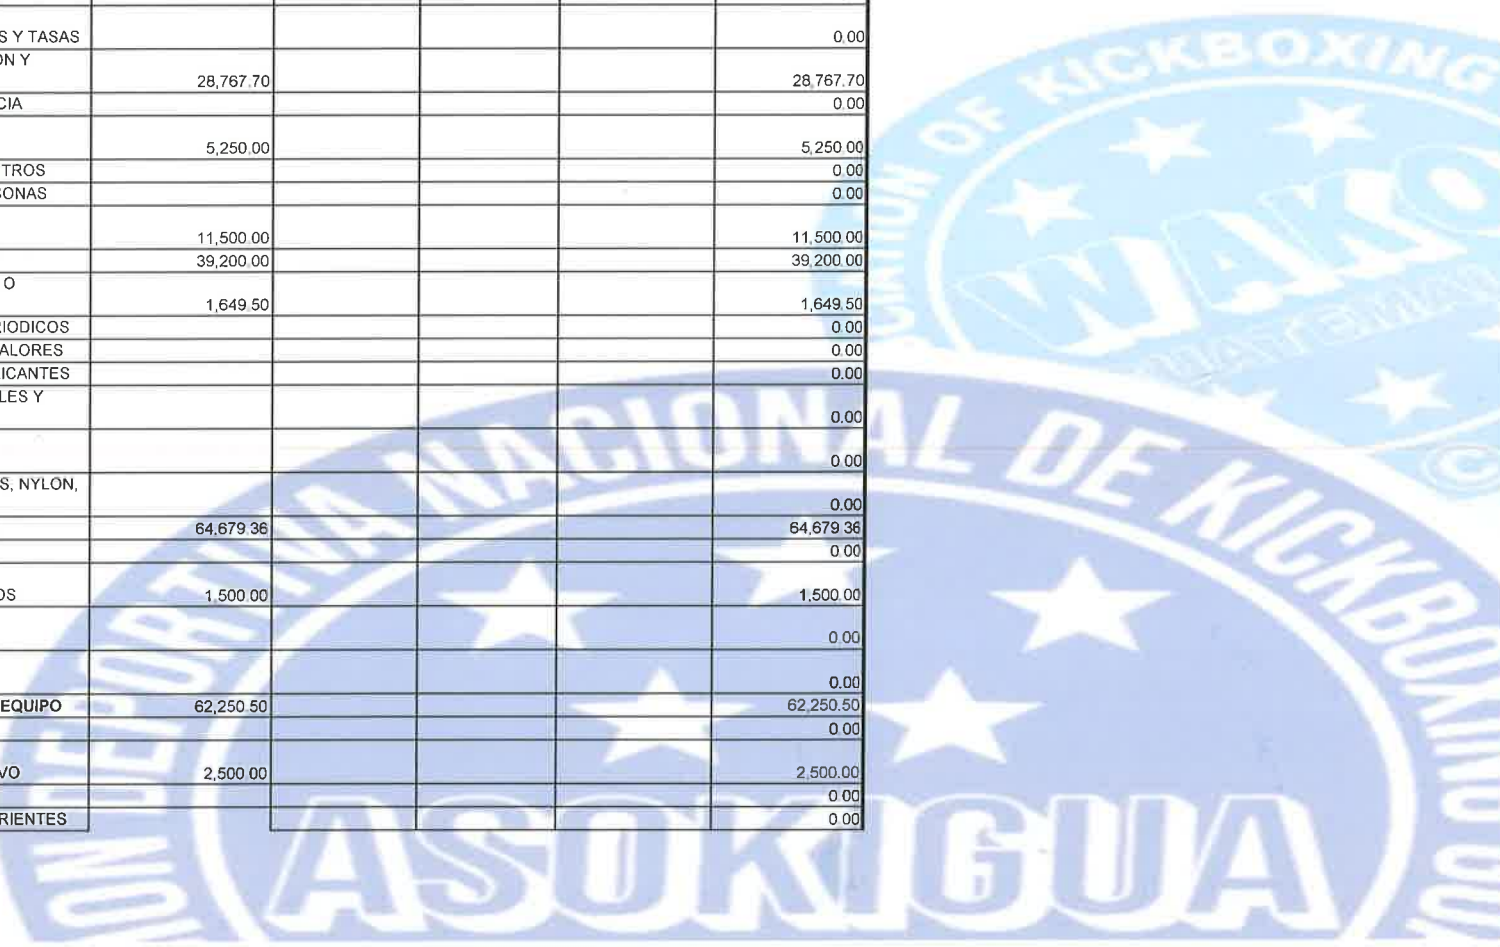 S Y TASAS 0.00
ON Y
28,767.70 28,767.70
CIA 0.00
5,250.00 5,250.00
TROS 0.00
SONAS 0.00
11,500.00 11,500.00
39,200.00 39,200.00
O
1,649.50 1,649.50
RIODICOS 0.00
ALORES 0.00
ICANTES 0.00
LES Y
0.00
0.00
S, NYLON,
0.00
64,679.36 64,679.36
0.00
OS 1,500.00 1,500.00
0.00
0.00
EQUIPO 62,250.50 62,250.50
0.00
VO 2,500.00 2,500.00
0.00
RIENTES 0.00
CIATION OF KICKBOXING
WAKO
©
ION DEPORTIVA NACIONAL DE KICKBOXING GUA
ASOKIGUA